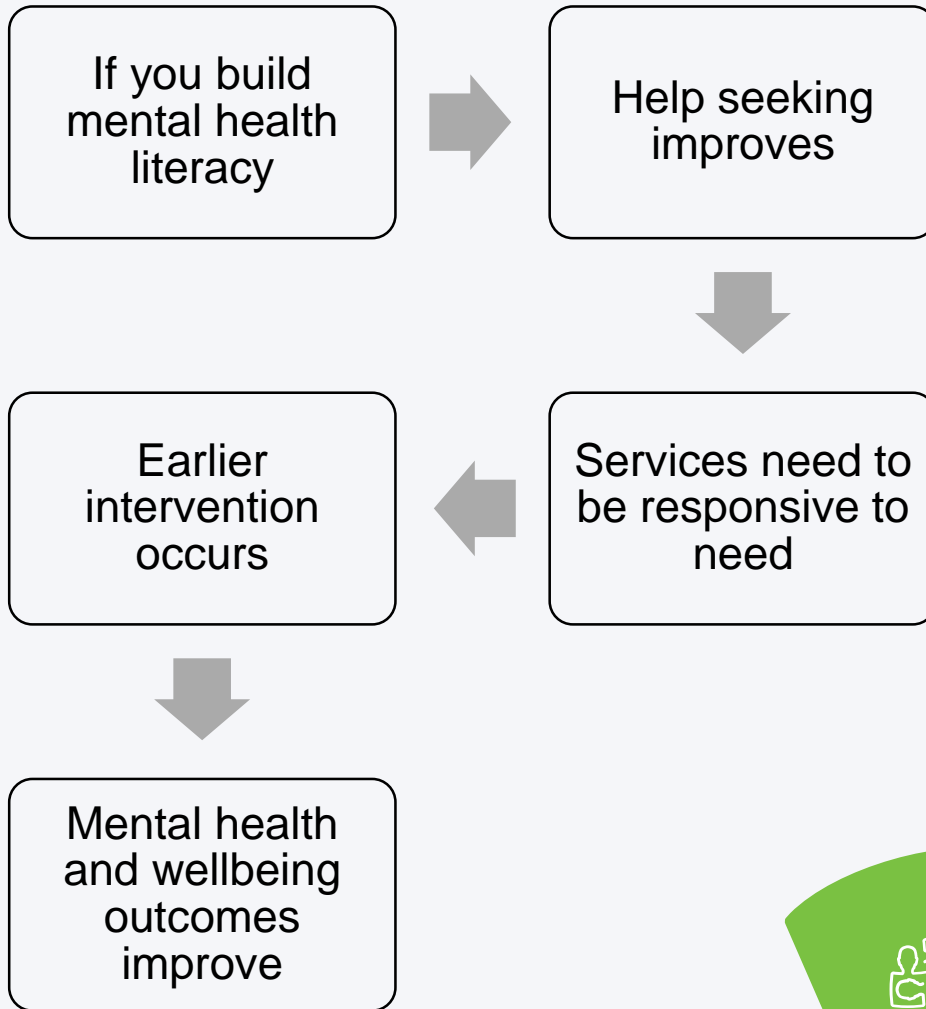 If you build
mental health
literacy
Help seeking
improves
Services need to
be responsive to
need
Earlier
intervention
occurs
Mental health
and wellbeing
outcomes
improve